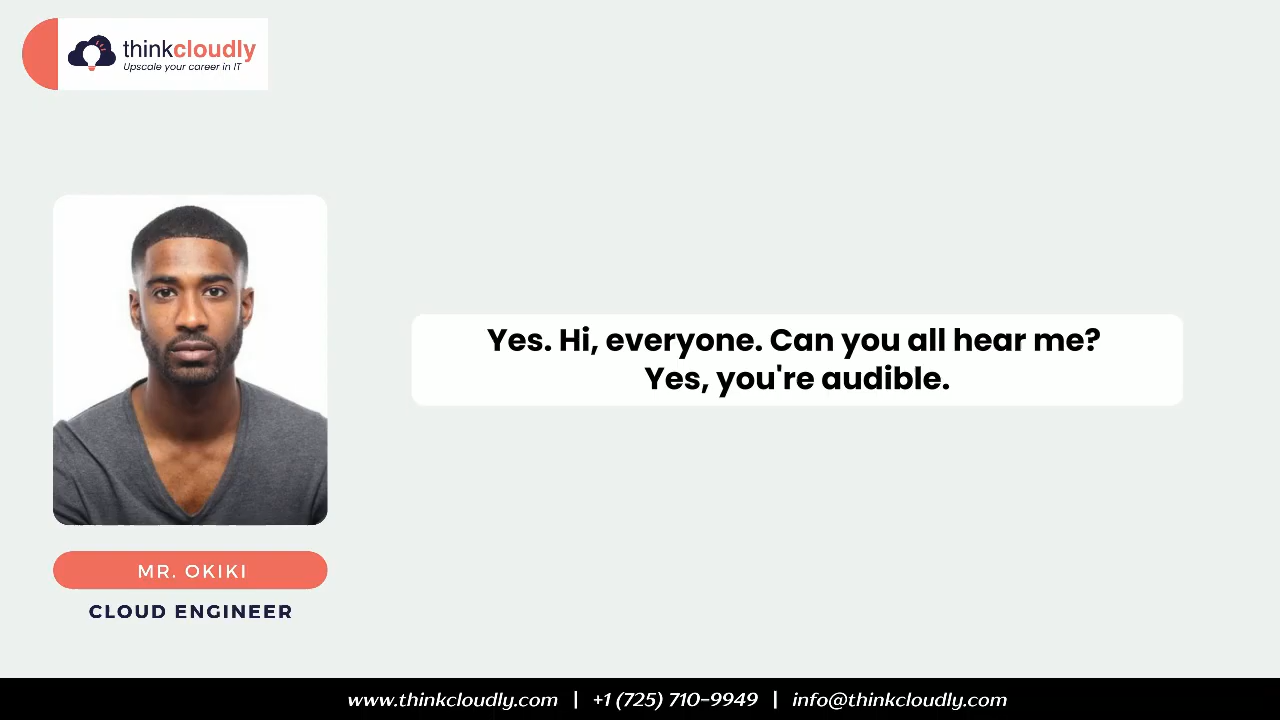 thinkcloudly
Upscale your career in IT
Yes. Hi, everyone. Can you all hear me?
Yes, you're audible.
MR. OKIKI
CLOUD ENGINEER
www.thinkcloudly.com | +1 (725) 710-9949 | info@thinkcloudly.com